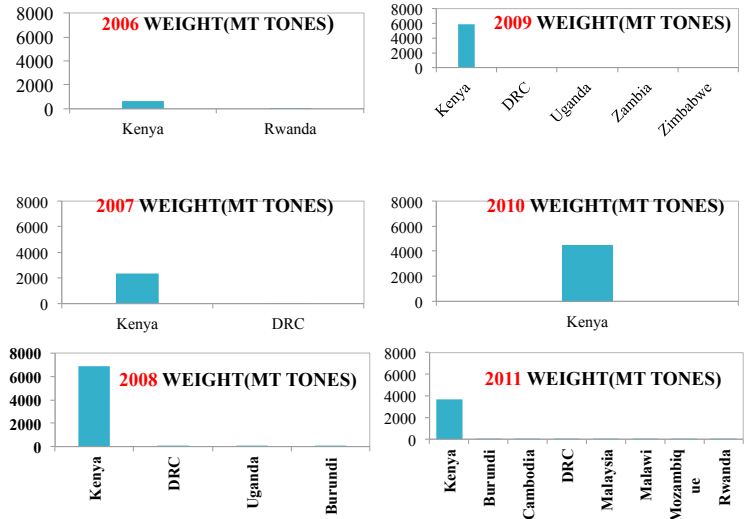 2006 WEIGHT(MT TONES)
8000
6000
4000
2000
0
Kenya Rwanda
2009 WEIGHT(MT TONES)
8000
6000
4000
2000
0
Kenya DRC Uganda Zambia Zimbabwe
2007 WEIGHT(MT TONES)
8000
6000
4000
2000
0
Kenya DRC
2010 WEIGHT(MT TONES)
8000
6000
4000
2000
0
Kenya
2008 WEIGHT(MT TONES)
8000
6000
4000
2000
0
Kenya DRC Uganda Burundi
2011 WEIGHT(MT TONES)
8000
6000
4000
2000
0
Kenya Burundi Cambodia DRC Malaysia Malawi Mozambiq
ue Rwanda